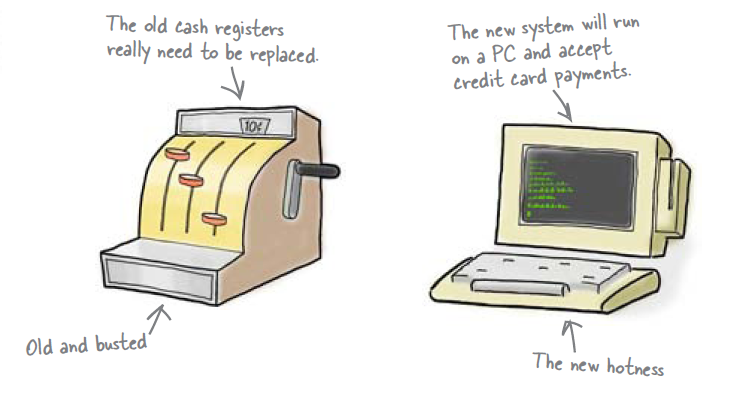 The old cash registers
really need to be replaced.
10¢
Old and busted
The new system will run
on a PC and accept
credit card payments.
The new hotness